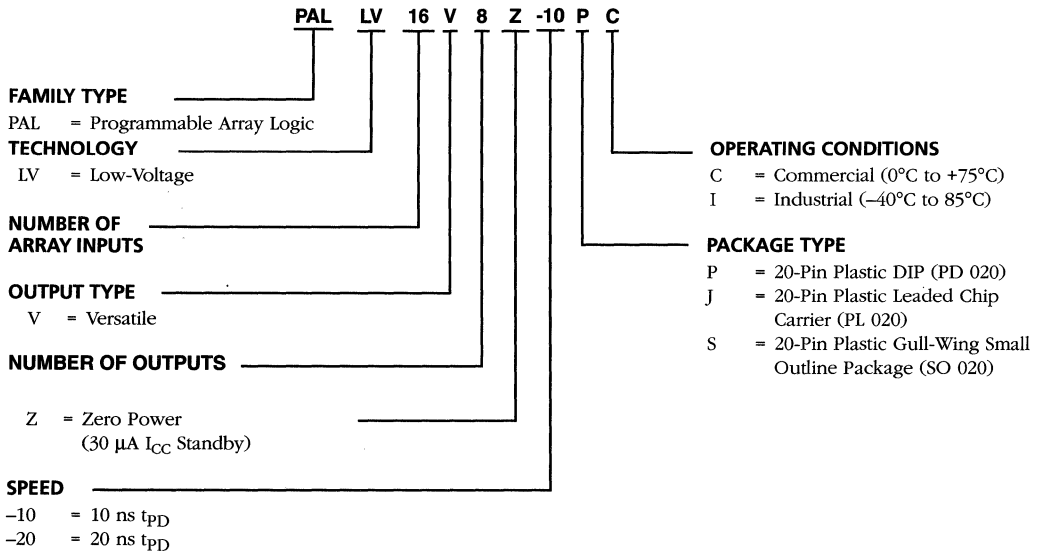 PAL LV 16 V 8 Z -10 P C
FAMILY TYPE
PAL = Programmable Array Logic
TECHNOLOGY
LV = Low-Voltage
NUMBER OF
ARRAY INPUTS
OUTPUT TYPE
V = Versatile
NUMBER OF OUTPUTS
Z = Zero Power
(30 µA ICC Standby)
SPEED
–10 = 10 ns tPD
–20 = 20 ns tPD
OPERATING CONDITIONS
C = Commercial (0°C to +75°C)
I = Industrial (–40°C to 85°C)
PACKAGE TYPE
P = 20-Pin Plastic DIP (PD 020)
J = 20-Pin Plastic Leaded Chip
Carrier (PL 020)
S = 20-Pin Plastic Gull-Wing Small
Outline Package (SO 020)